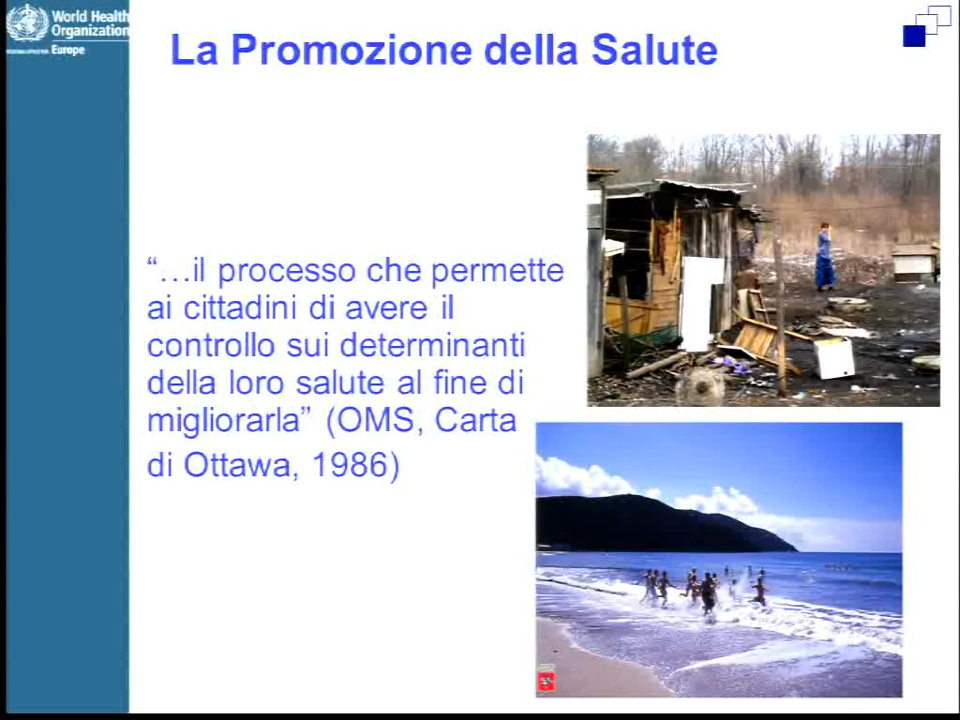 World Health
Organization
Europe
La Promozione della Salute
“…il processo che permette
ai cittadini di avere il
controllo sui determinanti
della loro salute al fine di
migliorarla” (OMS, Carta
di Ottawa, 1986)